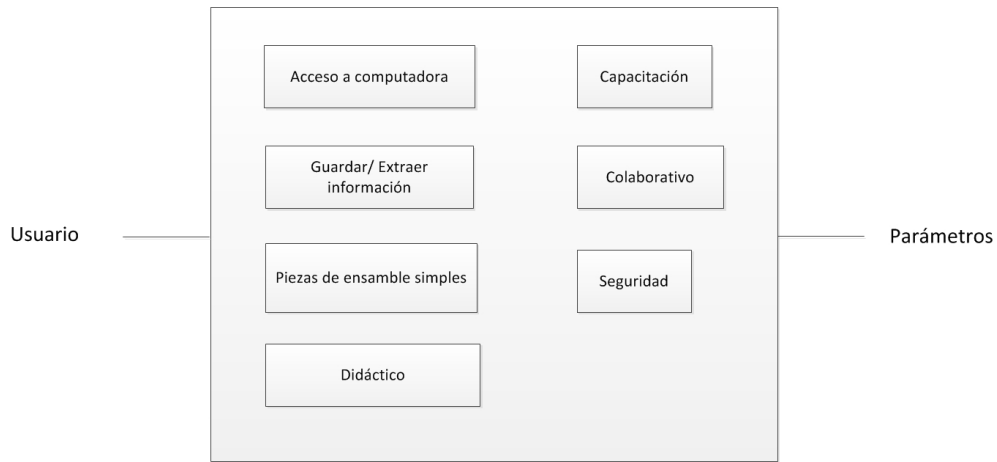 Acceso a computadora
Capacitación
Guardar/ Extraer
información
Colaborativo
Usuario
Parámetros
Piezas de ensamble simples
Seguridad
Didáctico